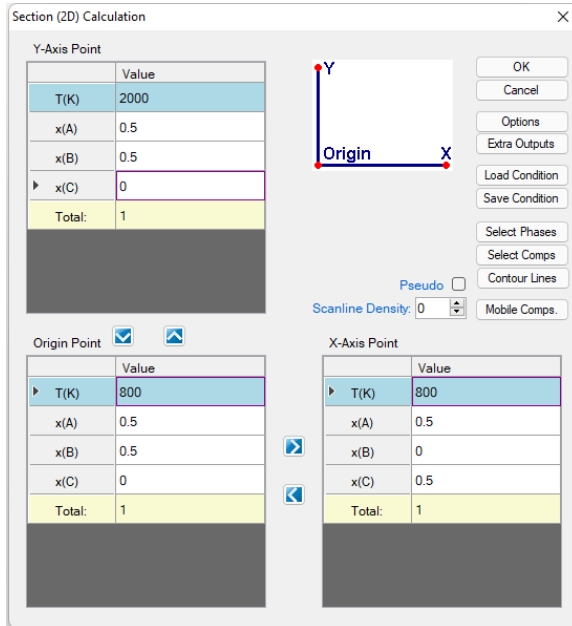 Section (2D) Calculation
Y-Axis Point
Value
T(K) 2000
x(A) 0.5
x(B) 0.5
x(C) 0
Total: 1
Y
Origin X
OK
Cancel
Options
Extra Outputs
Load Condition
Save Condition
Select Phases
Select Comps
Contour Lines
Mobile Comps.
Pseudo
Scanline Density: 0
Origin Point
Value
T(K) 800
x(A) 0.5
x(B) 0.5
x(C) 0
Total: 1
X-Axis Point
Value
T(K) 800
x(A) 0.5
x(B) 0
x(C) 0.5
Total: 1